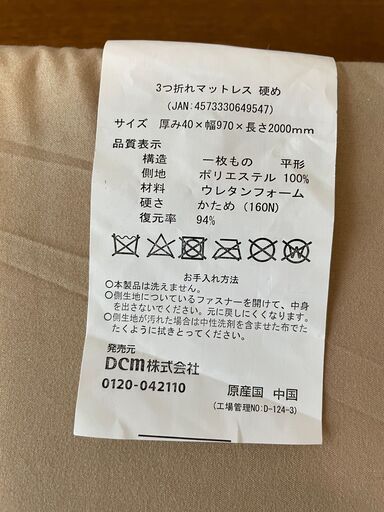 3つ折れマットレス 硬め
(JAN:4573330649547)
サイズ 厚み40×幅970×長さ2000mm
品質表示
構造 一枚もの 平形
側地 ポリエステル 100%
材料 ウレタンフォーム
硬さ かため (160N)
復元率 94%
お手入れ方法
○本製品は洗えません。
○側生地についているファスナーを開けて、中身
を出さないでください。元に戻しにくくなります。
○側生地が汚れた場合は中性洗剤を含ませた布でた
たくように拭きとってください。
発売元
DCM株式会社
0120-042110
原産国 中国
(工場管理NO:D-124-3)